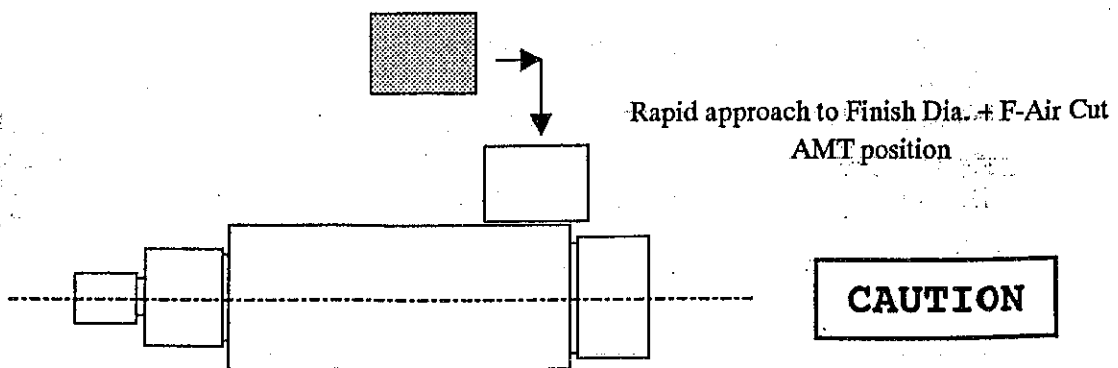 Rapid approach to Finish Dia. + F-Air Cut
AMT position
CAUTION